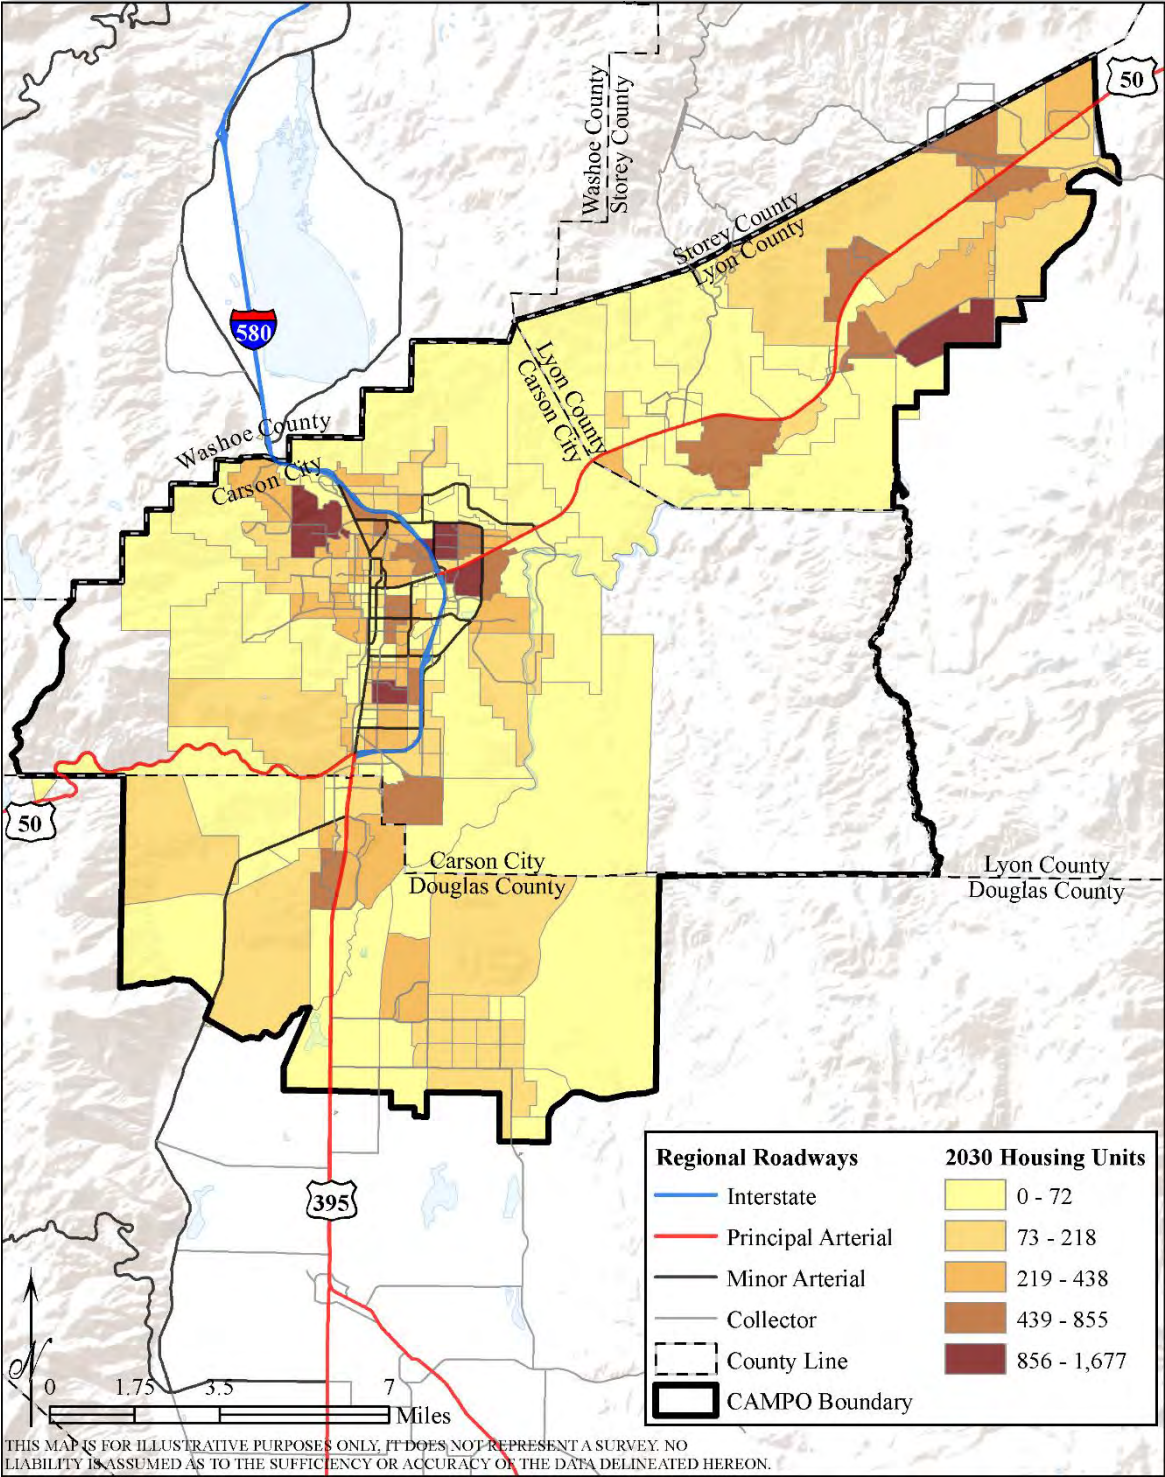 50
Washoe County
Storey County
Storey County
Lyon County
580
Lyon County
Carson City
Washoe County
Carson City
50
Carson City
Douglas County
Lyon County
Douglas County
395
Regional Roadways
Interstate
Principal Arterial
Minor Arterial
Collector
County Line
CAMPO Boundary
2030 Housing Units
0 - 72
73 - 218
219 - 438
439 - 855
856 - 1,677
N
0 1.75 3.5 7
Miles
THIS MAP IS FOR ILLUSTRATIVE PURPOSES ONLY, IT DOES NOT REPRESENT A SURVEY. NO
LIABILITY IS ASSUMED AS TO THE SUFFICIENCY OR ACCURACY OF THE DATA DELINEATED HEREON.